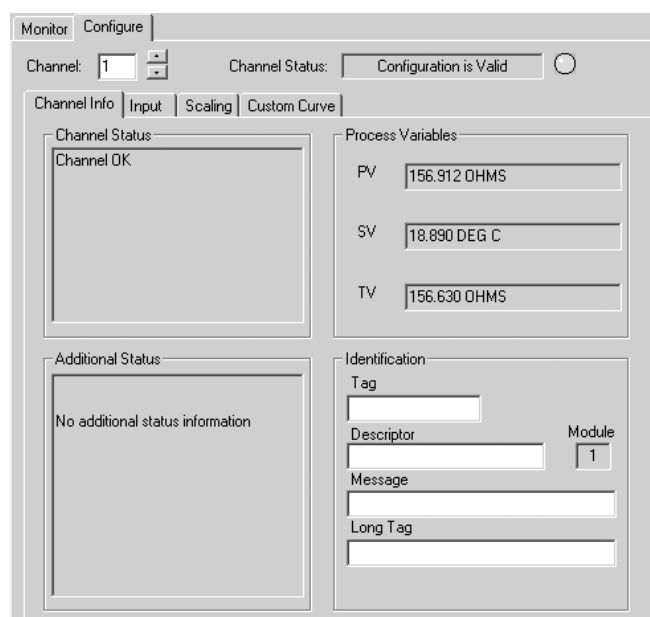 Monitor Configure
Channel: 1 Channel Status: Configuration is Valid
Channel Info Input Scaling Custom Curve
Channel Status
Channel OK
Process Variables
PV 156.912 OHMS
SV 18.890 DEG C
TV 156.630 OHMS
Additional Status
No additional status information
Identification
Tag
Descriptor Module
1
Message
Long Tag